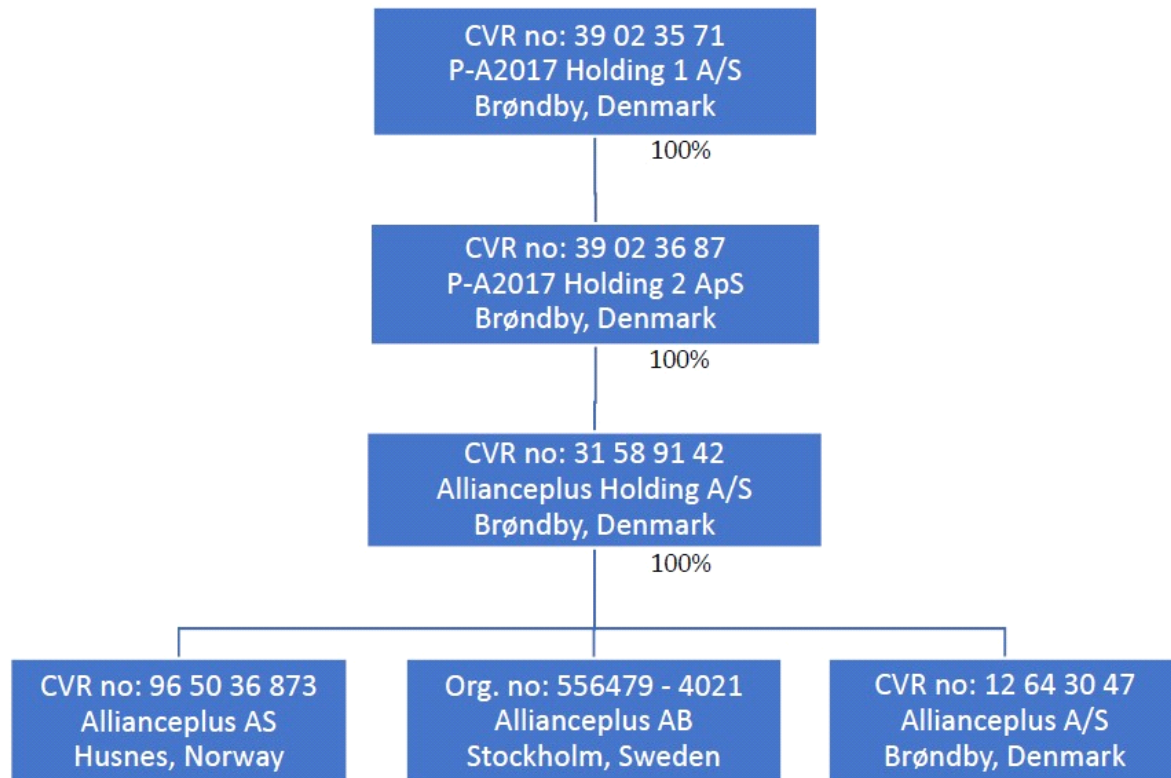 CVR no: 39 02 35 71
P-A2017 Holding 1 A/S
Brøndby, Denmark
100%
CVR no: 39 02 36 87
P-A2017 Holding 2 ApS
Brøndby, Denmark
100%
CVR no: 31 58 91 42
Allianceplus Holding A/S
Brøndby, Denmark
100%
CVR no: 96 50 36 873
Allianceplus AS
Husnes, Norway
Org. no: 556479 - 4021
Allianceplus AB
Stockholm, Sweden
CVR no: 12 64 30 47
Allianceplus A/S
Brøndby, Denmark